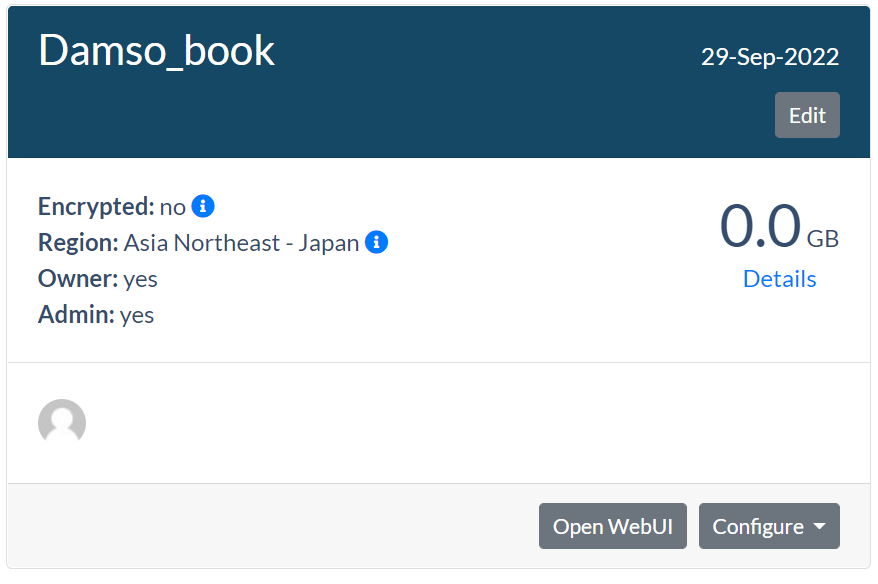 Damso_book
29-Sep-2022
Edit
Encrypted: no
Region: Asia Northeast - Japan
Owner: yes
Admin: yes
0.0 GB
Details
Open WebUI
Configure